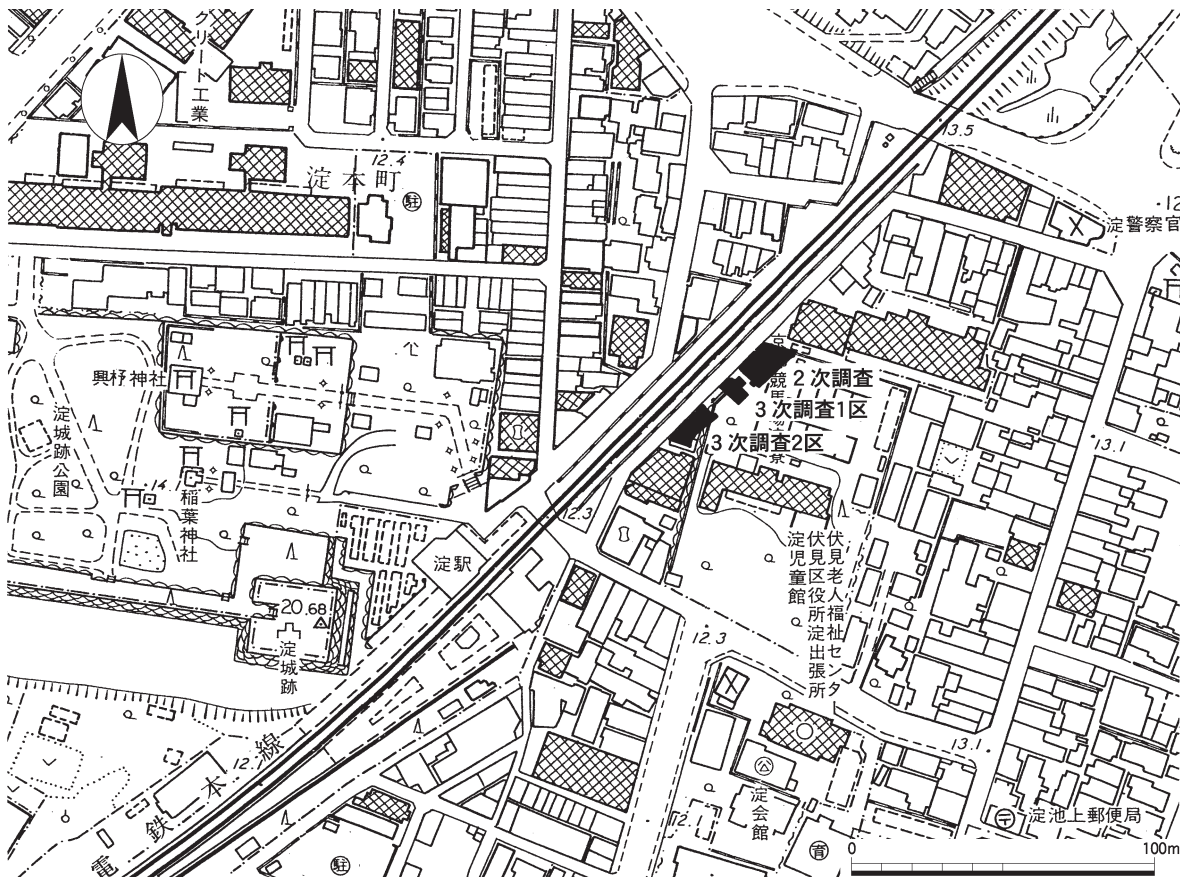 クリート工業
12.4
淀本町
駐
13.5
淀警察官
興杼神社
淀城跡公園
稲葉神社
14
2次調査
3次調査1区
3次調査2区
13.1
12.3
淀駅
20.68
淀城跡
伏見老人福祉センタ
伏見区役所淀出張所
淀児童館
12.3
13.1
電鉄本線
公
淀会館
淀池上郵便局
駐
育
0
100m